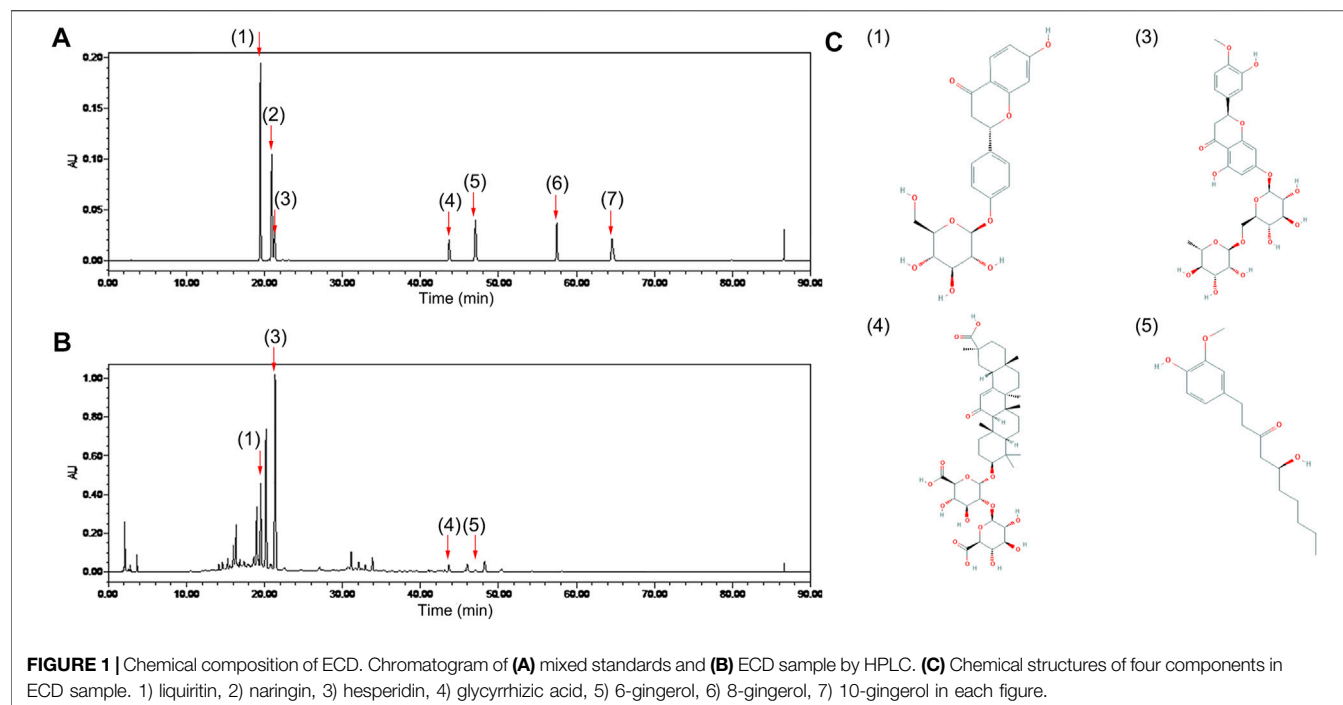 A
(1)
(2)
(3)
(4)
(5)
(6)
(7)
0.20
0.15
0.10
0.05
0.00
AU
0.00 10.00 20.00 30.00 40.00 50.00 60.00 70.00 80.00 90.00
Time (min)
B
(3)
(1)
(4) (5)
1.00
0.80
0.60
0.40
0.20
0.00
AU
0.00 10.00 20.00 30.00 40.00 50.00 60.00 70.00 80.00 90.00
Time (min)
C
(1)
(3)
(4)
(5)
FIGURE 1 | Chemical composition of ECD. Chromatogram of (A) mixed standards and (B) ECD sample by HPLC. (C) Chemical structures of four components in
ECD sample. 1) liquiritin, 2) naringin, 3) hesperidin, 4) glycyrrhizic acid, 5) 6-gingerol, 6) 8-gingerol, 7) 10-gingerol in each figure.